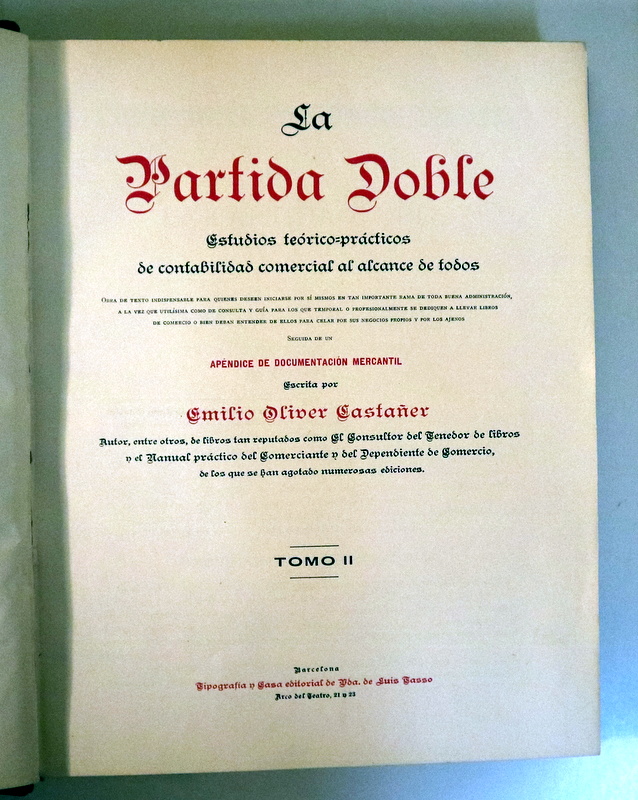 La
Partida Doble
Estudios teórico-prácticos
de contabilidad comercial al alcance de todos
Obra de texto indispensable para quienes deseen iniciarse por sí mismos en tan importante rama de toda buena administración,
a la vez que utilísima como de consulta y guía para los que temporal o profesionalmente se dediquen a llevar libros
de comercio o bien deban entender de ellos para celar por sus negocios propios y por los ajenos
Seguida de un
APÉNDICE DE DOCUMENTACIÓN MERCANTIL
Escrita por
Emilio Oliver Castañer
Autor, entre otros, de libros tan reputados como El Consultor del Tenedor de libros
y el Manual práctico del Comerciante y del Dependiente de Comercio,
de los que se han agotado numerosas ediciones.
TOMO II
Barcelona
Tipografía y Casa editorial de Vda. de Luis Tasso
Arco del Teatro, 21 y 23